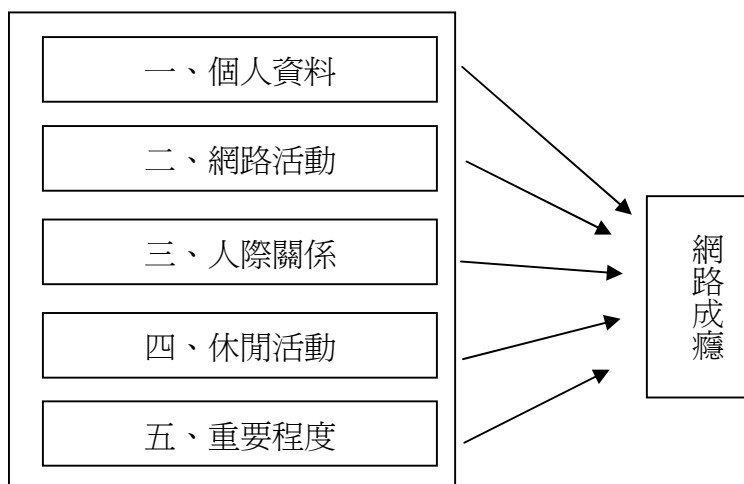 一、個人資料
二、網路活動
三、人際關係
四、休閒活動
五、重要程度
網路成癮